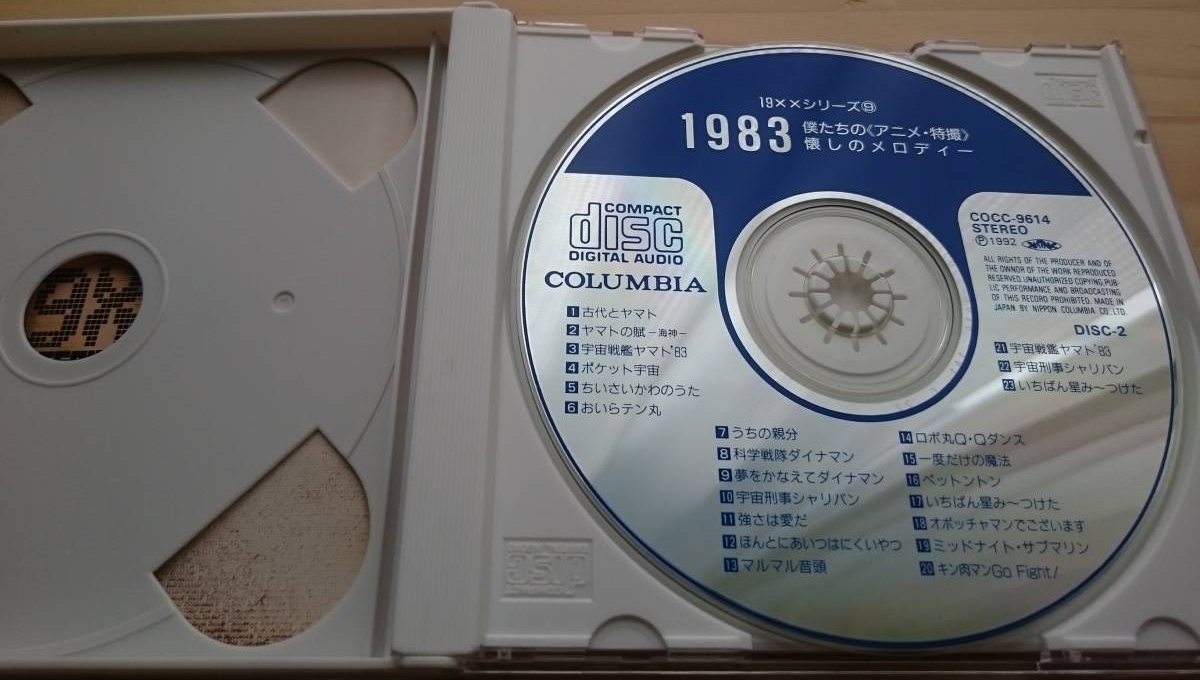 19××シリーズ⑨
1983
僕たちの《アニメ・特撮》
懐しのメロディー
COMPACT
disc
DIGITAL AUDIO
COLUMBIA
1 古代とヤマト
2 ヤマトの賦 −海神−
3 宇宙戦艦ヤマト'83
4 ポケット宇宙
5 ちいさいかわのうた
6 おいらテン丸
7 うちの親分
8 科学戦隊ダイナマン
9 夢をかなえてダイナマン
10 宇宙刑事シャリバン
11 強さは愛だ
12 ほんとにあいつはにくいやつ
13 マルマル音頭
14 ロボ丸Q・Qダンス
15 一度だけの魔法
16 ペットントン
17 いちばん星み〜つけた
18 オボッチャマンでございます
19 ミッドナイト・サブマリン
20 キン肉マンGo Fight!
COCC-9614
STEREO
Ⓟ1992
ALL RIGHTS OF THE PRODUCER AND OF
THE OWNOR OF THE WORK REPRODUCED
RESERVED. UNAUTHORIZED COPYING, PUB-
LIC PERFORMANCE AND BROADCASTING
OF THIS RECORD PROHIBITED. MADE IN
JAPAN BY NIPPON COLUMBIA CO., LTD.
DISC-2
21 宇宙戦艦ヤマト'83
22 宇宙刑事シャリバン
23 いちばん星み〜つけた